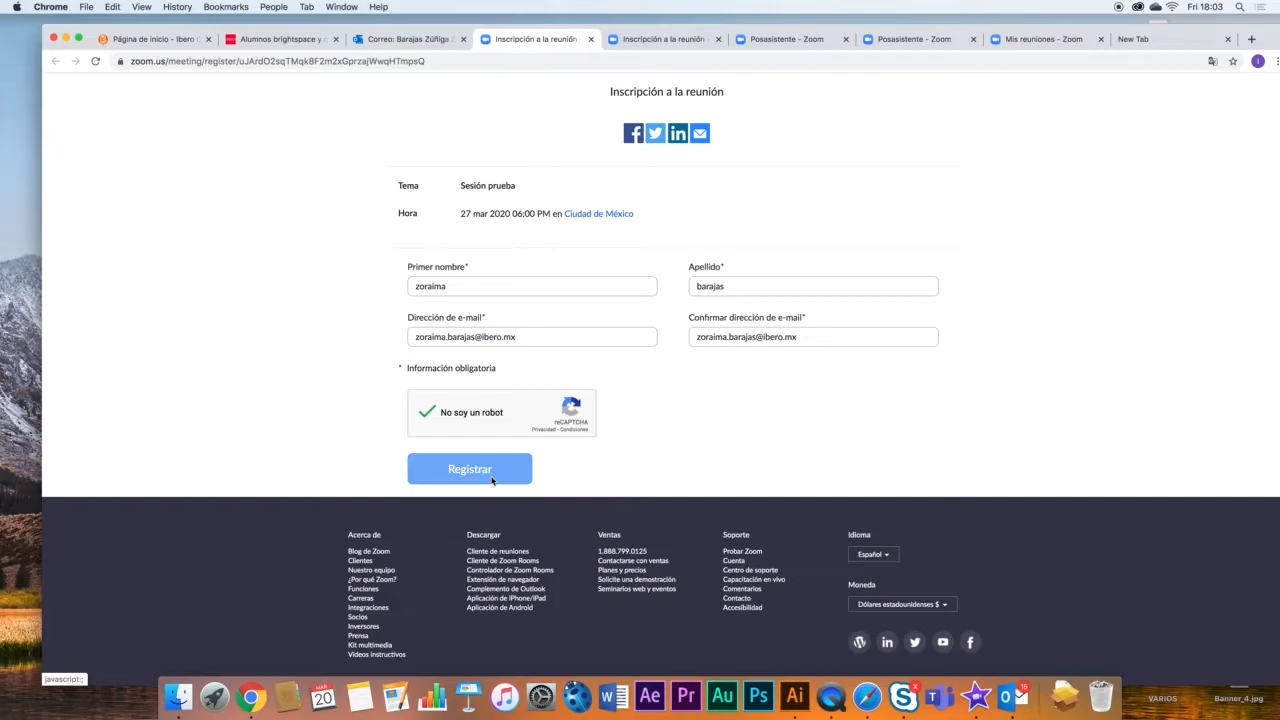 Chrome File Edit View History Bookmarks People Tab Window Help Fri 18:03
Página de inicio - Ibero Alumnos brightspace y Correo: Barajas Zúñiga Z Inscripción a la reunión Inscripción a la reunión Posasistente - Zoom Posasistente - Zoom Mis reuniones - Zoom New Tab
zoom.us/meeting/register/uJArdO2sqTMqk8F2m2xGprzajWwqHTmpsQ
Inscripción a la reunión
Tema Sesión prueba
Hora 27 mar 2020 06:00 PM en Ciudad de México
Primer nombre* Apellido*
zoraima barajas
Dirección de e-mail* Confirmar dirección de e-mail*
zoraima.barajas@ibero.mx zoraima.barajas@ibero.mx
* Información obligatoria
No soy un robot
reCAPTCHA
Privacidad - Condiciones
Registrar
Acerca de
Blog de Zoom
Clientes
Nuestro equipo
¿Por qué Zoom?
Funciones
Carreras
Integraciones
Socios
Inversores
Prensa
Kit multimedia
Videos instructivos
Descargar
Cliente de reuniones
Cliente de Zoom Rooms
Controlador de Zoom Rooms
Extensión de navegador
Complemento de Outlook
Aplicación de iPhone/iPad
Aplicación de Android
Ventas
1.888.799.0125
Contactarse con ventas
Planes y precios
Solicite una demostración
Seminarios web y eventos
Soporte
Probar Zoom
Cuenta
Centro de soporte
Capacitación en vivo
Comentarios
Contacto
Accesibilidad
Idioma
Español
Moneda
Dólares estadounidenses $
javascript:;
MAR
20
W Ae Pr Au Ps Ai
15
VARIOS Banner_4.jpg